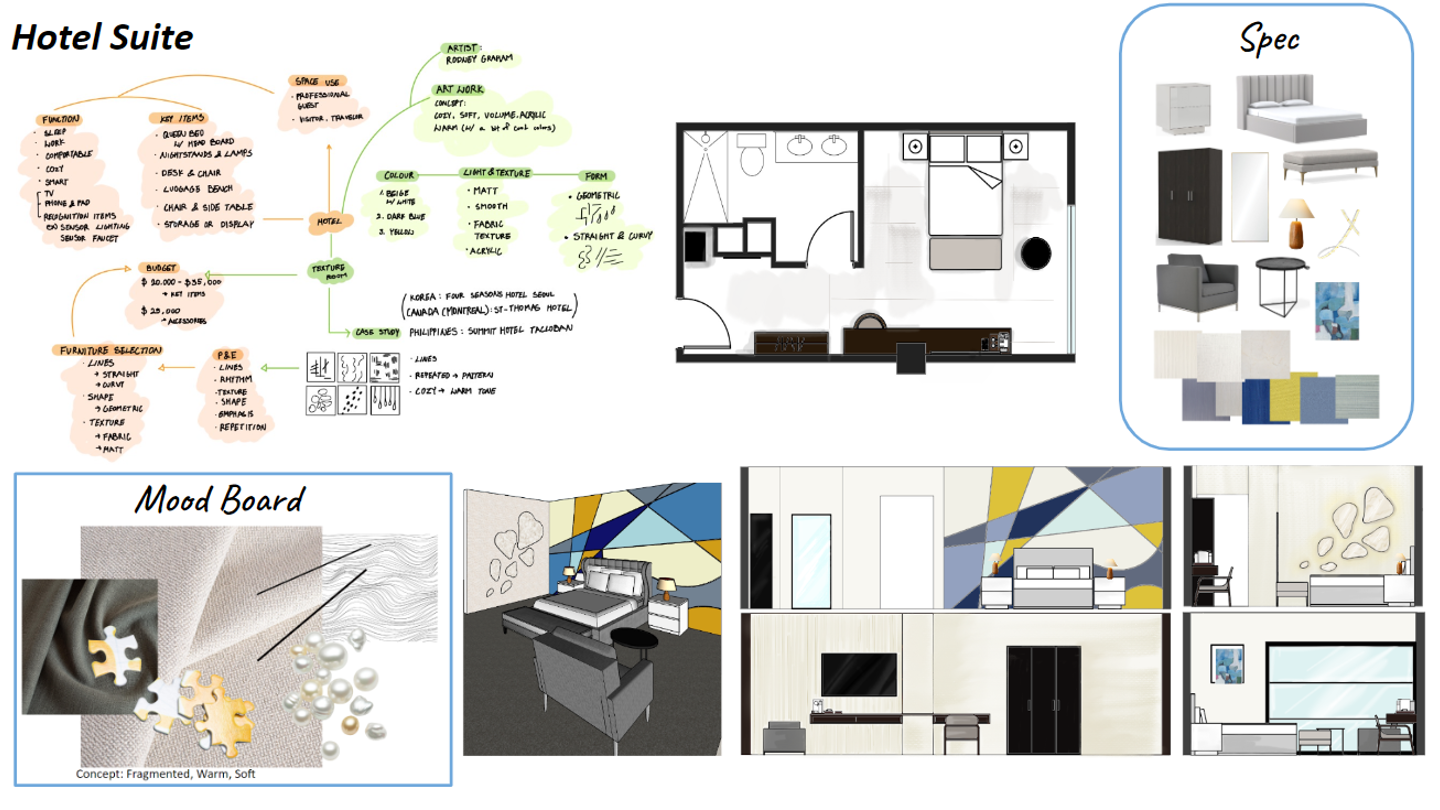 Hotel Suite
SPACE USE
· PROFESSIONAL
GUEST
· VISITOR, TRAVELOR
FUNCTION
· SLEEP
· WORK
· COMFORTABLE
· COZY
· SMART
TV
PHONE & PAD
RECOGNITION ITEMS
EX) SENSOR LIGHTING
SENSOR FAUCET
KEY ITEMS
· QUEEN BED
W/ HEAD BOARD
· NIGHTSTANDS & LAMPS
· DESK & CHAIR
· LUGGAGE BENCH
· CHAIR & SIDE TABLE
· STORAGE OR DISPLAY
ARTIST:
RODNEY GRAHAM
ART WORK
CONCEPT:
COZY, SOFT, VOLUME, ACRYLIC
WARM (W/ a bit of cool colors)
COLOUR
1. BEIGE
W/ WHITE
2. DARK BLUE
3. YELLOW
LIGHT & TEXTURE
· MATT
· SMOOTH
· FABRIC
TEXTURE
· ACRYLIC
FORM
· GEOMETRIC
· STRAIGHT & CURVY
HOTEL
TEXTURE
ROOM
BUDGET
$ 20,000 - $35,000
→ KEY ITEMS
$ 25,000
→ ACCESSORIES
CASE STUDY
(KOREA: FOUR SEASONS HOTEL SEOUL
CANADA (MONTREAL): ST-THOMAS HOTEL)
PHILIPPINES: SUMMIT HOTEL TACLOBAN
FURNITURE SELECTION
· LINES
→ STRAIGHT
→ CURVY
· SHAPE
→ GEOMETRIC
· TEXTURE
→ FABRIC
→ MATT
P&E
· LINES
· RHYTHM
· TEXTURE
· SHAPE
· EMPHASIS
· REPETITION
· LINES
· REPEATED → PATTERN
· COZY → WARM TONE
Spec
Mood Board
Concept: Fragmented, Warm, Soft